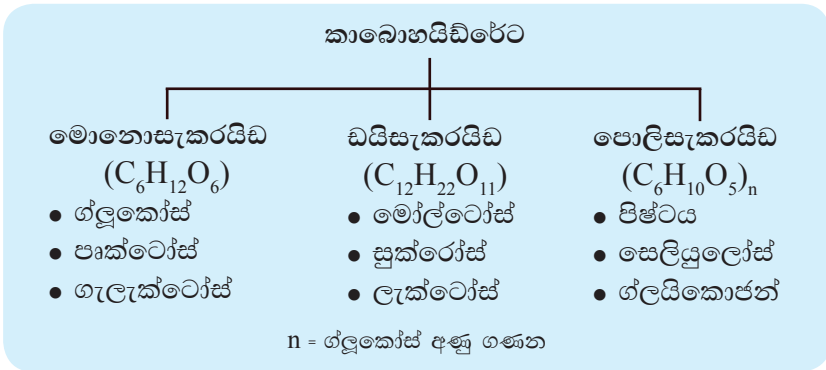 කාබොහයිඩ්රේට
මොනොසැකරයිඩ
(C₆H₁₂O₆)
● ග්ලූකෝස්
● පෘක්ටෝස්
● ගැලැක්ටෝස්
ඩයිසැකරයිඩ
(C₁₂H₂₂O₁₁)
● මෝල්ටෝස්
● සුක්රෝස්
● ලැක්ටෝස්
පොලිසැකරයිඩ
(C₆H₁₀O₅)ₙ
● පිෂ්ටය
● සෙලියුලෝස්
● ග්ලයිකොජන්
n = ග්ලූකෝස් අණු ගණන